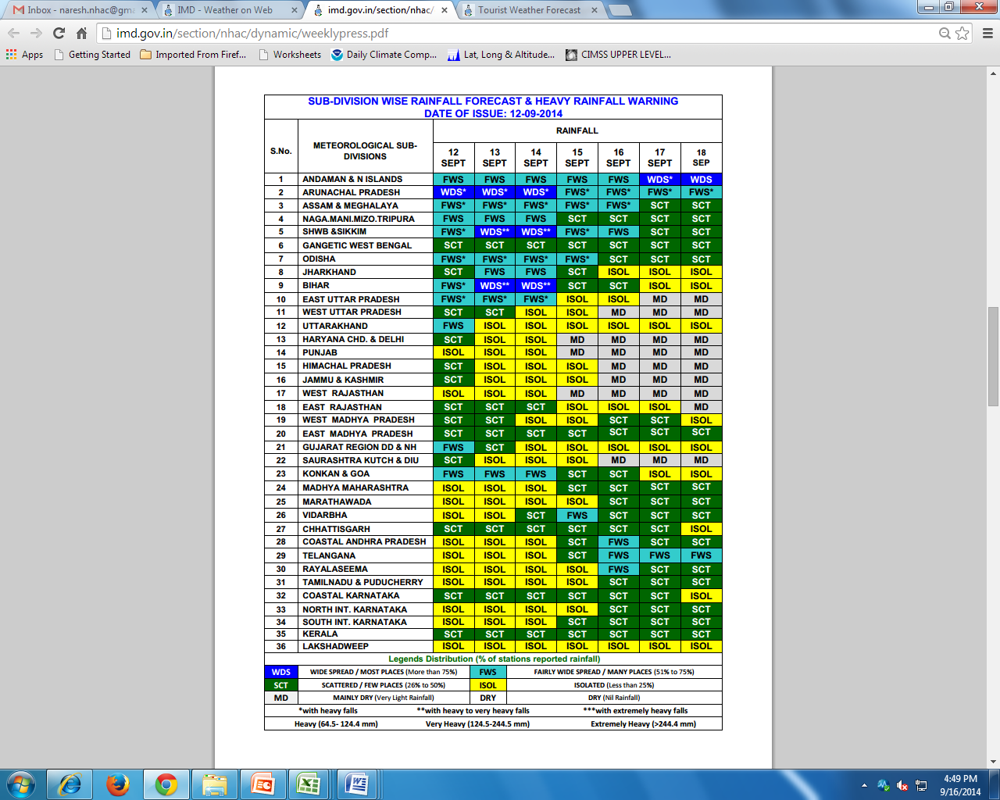 Inbox - naresh.nhac@gma
IMD - Weather on Web
imd.gov.in/section/nhac/
Tourist Weather Forecast
imd.gov.in/section/nhac/dynamic/weeklypress.pdf
Apps Getting Started Imported From Firef... Worksheets Daily Climate Comp... Lat, Long & Altitude... CIMSS UPPER LEVEL...
SUB-DIVISION WISE RAINFALL FORECAST & HEAVY RAINFALL WARNING
DATE OF ISSUE: 12-09-2014
S.No. METEOROLOGICAL SUB-DIVISIONS RAINFALL
12 SEPT 13 SEPT 14 SEPT 15 SEPT 16 SEPT 17 SEPT 18 SEP
1 ANDAMAN & N ISLANDS FWS FWS FWS FWS FWS WDS* WDS
2 ARUNACHAL PRADESH WDS* WDS* WDS* FWS* FWS* FWS* FWS*
3 ASSAM & MEGHALAYA FWS* FWS* FWS* FWS* FWS* SCT SCT
4 NAGA.MANI.MIZO.TRIPURA FWS FWS FWS SCT SCT SCT SCT
5 SHWB &SIKKIM FWS* WDS** WDS** FWS* FWS SCT SCT
6 GANGETIC WEST BENGAL SCT SCT SCT SCT SCT SCT SCT
7 ODISHA FWS* FWS* FWS* FWS* SCT SCT SCT
8 JHARKHAND SCT FWS FWS SCT ISOL ISOL ISOL
9 BIHAR FWS* WDS** WDS** SCT SCT ISOL ISOL
10 EAST UTTAR PRADESH FWS* FWS* FWS* ISOL ISOL MD MD
11 WEST UTTAR PRADESH SCT SCT ISOL ISOL MD MD MD
12 UTTARAKHAND FWS ISOL ISOL ISOL ISOL ISOL ISOL
13 HARYANA CHD. & DELHI SCT ISOL ISOL MD MD MD MD
14 PUNJAB ISOL ISOL ISOL MD MD MD MD
15 HIMACHAL PRADESH SCT ISOL ISOL ISOL MD MD MD
16 JAMMU & KASHMIR SCT ISOL ISOL ISOL MD MD MD
17 WEST RAJASTHAN ISOL ISOL ISOL MD MD MD MD
18 EAST RAJASTHAN SCT SCT SCT ISOL ISOL ISOL MD
19 WEST MADHYA PRADESH SCT SCT ISOL ISOL SCT SCT ISOL
20 EAST MADHYA PRADESH SCT SCT SCT SCT SCT SCT SCT
21 GUJARAT REGION DD & NH FWS SCT ISOL ISOL ISOL ISOL ISOL
22 SAURASHTRA KUTCH & DIU SCT ISOL ISOL ISOL MD MD MD
23 KONKAN & GOA FWS FWS FWS SCT SCT ISOL ISOL
24 MADHYA MAHARASHTRA ISOL ISOL ISOL SCT SCT SCT SCT
25 MARATHAWADA ISOL ISOL ISOL ISOL SCT SCT SCT
26 VIDARBHA ISOL ISOL SCT FWS SCT SCT SCT
27 CHHATTISGARH SCT SCT SCT SCT SCT SCT ISOL
28 COASTAL ANDHRA PRADESH ISOL ISOL ISOL SCT FWS SCT SCT
29 TELANGANA ISOL ISOL ISOL SCT FWS FWS FWS
30 RAYALASEEMA ISOL ISOL ISOL ISOL FWS SCT SCT
31 TAMILNADU & PUDUCHERRY ISOL ISOL ISOL ISOL SCT SCT SCT
32 COASTAL KARNATAKA SCT SCT SCT SCT SCT SCT ISOL
33 NORTH INT. KARNATAKA ISOL ISOL ISOL ISOL SCT SCT SCT
34 SOUTH INT. KARNATAKA ISOL ISOL ISOL SCT SCT SCT SCT
35 KERALA SCT SCT SCT SCT SCT SCT SCT
36 LAKSHADWEEP ISOL ISOL ISOL ISOL ISOL ISOL ISOL
Legends Distribution (% of stations reported rainfall)
WDS WIDE SPREAD / MOST PLACES (More than 75%) FWS FAIRLY WIDE SPREAD / MANY PLACES (51% to 75%)
SCT SCATTERED / FEW PLACES (26% to 50%) ISOL ISOLATED (Less than 25%)
MD MAINLY DRY (Very Light Rainfall) DRY DRY (Nil Rainfall)
*with heavy falls **with heavy to very heavy falls ***with extremely heavy falls
Heavy (64.5- 124.4 mm) Very Heavy (124.5-244.5 mm) Extremely Heavy (>244.4 mm)
4:49 PM
9/16/2014